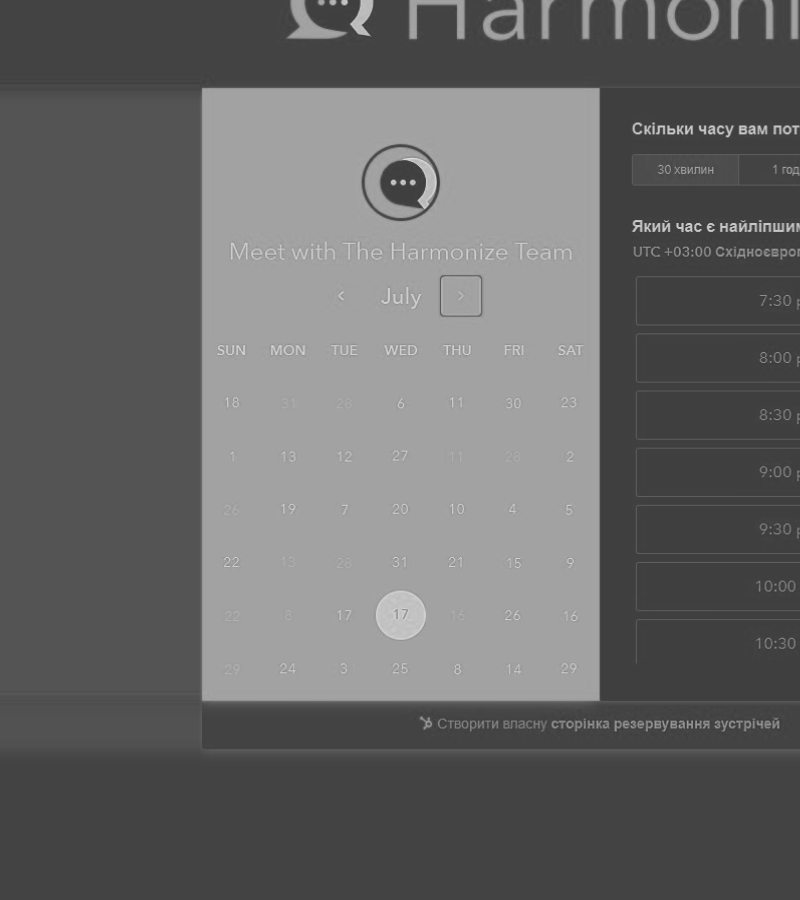 Harmoni
Meet with The Harmonize Team
July
SUN MON TUE WED THU FRI SAT
18 31 28 6 11 30 23
1 13 12 27 11 28 2
26 19 7 20 10 4 5
22 13 28 31 21 15 9
22 8 17 17 16 26 16
29 24 3 25 8 14 29
Скільки часу вам пот
30 хвилин 1 год
Який час є найліпшим
UTC +03:00 Східноєвроп
7:30 р
8:00 р
8:30 р
9:00 р
9:30 р
10:00
10:30
Створити власну сторінка резервування зустрічей